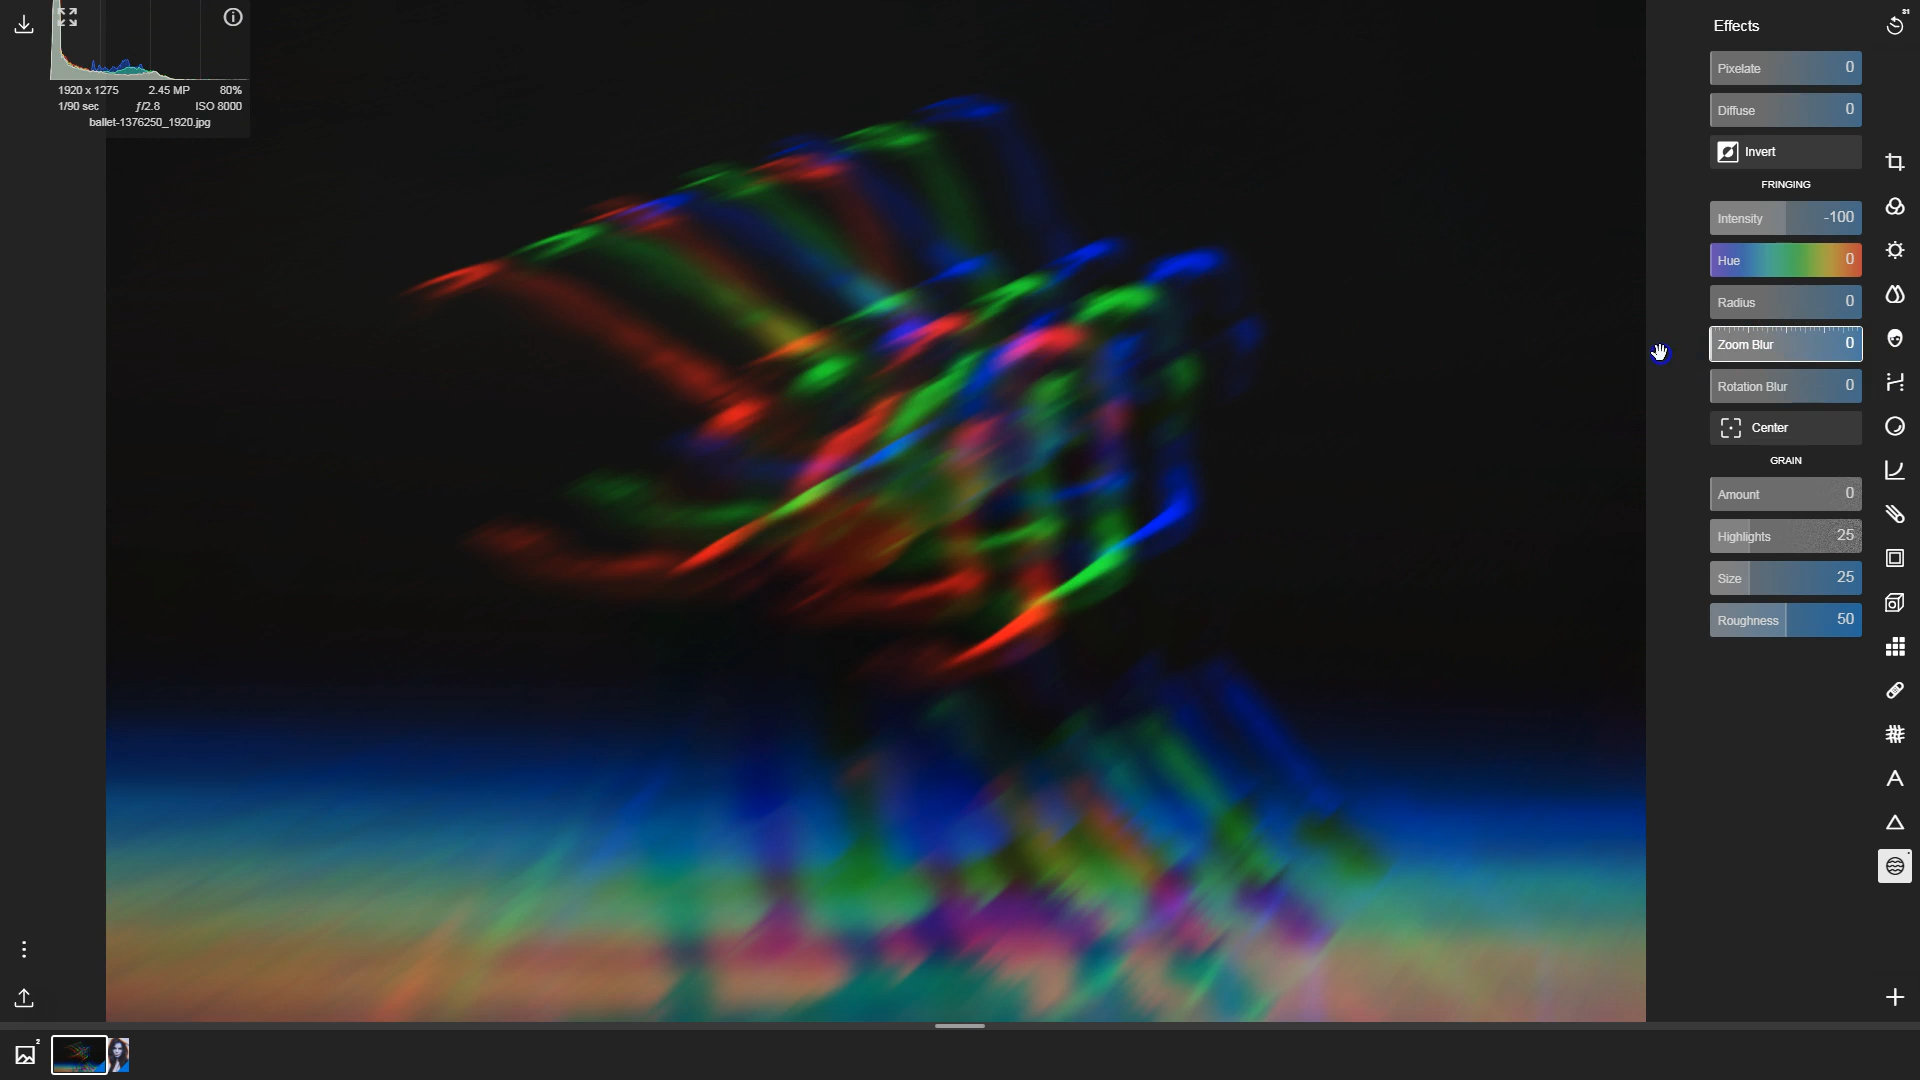 Effects
31
1920 x 1275 2.45 MP 80%
1/90 sec ƒ/2.8 ISO 8000
ballet-1376250_1920.jpg
Pixelate 0
Diffuse 0
Invert
FRINGING
Intensity -100
Hue 0
Radius 0
Zoom Blur 0
Rotation Blur 0
Center
GRAIN
Amount 0
Highlights 25
Size 25
Roughness 50
2